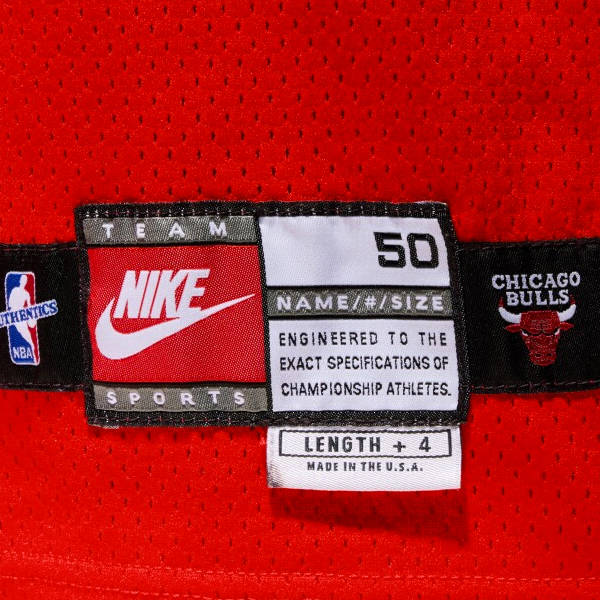 TEAM
NIKE
SPORTS
50
NAME/#/SIZE
ENGINEERED TO THE
EXACT SPECIFICATIONS OF
CHAMPIONSHIP ATHLETES.
LENGTH + 4
MADE IN THE U.S.A.
UTHENTICS
NBA
CHICAGO
BULLS